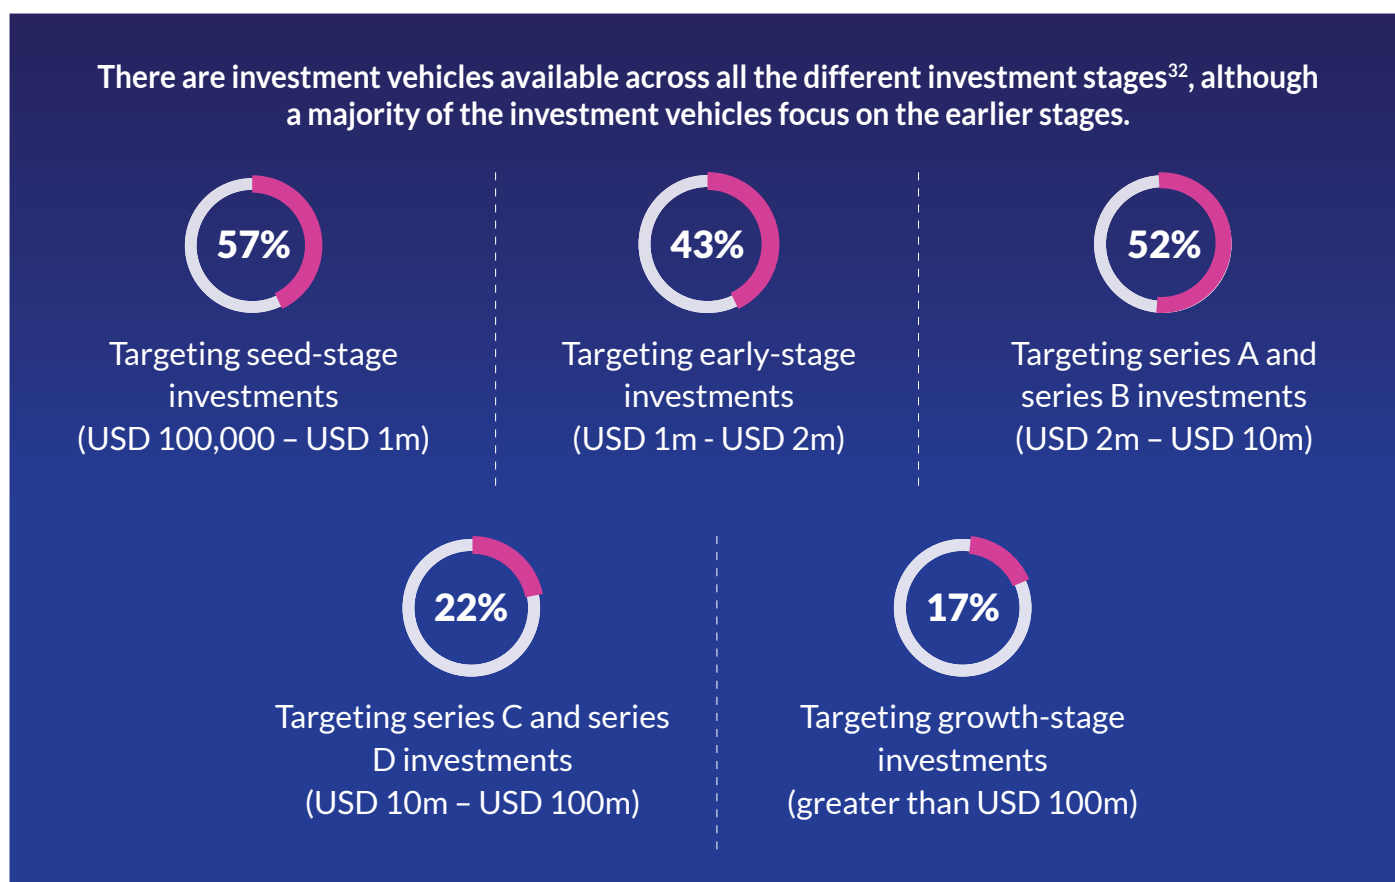 There are investment vehicles available across all the different investment stages³², although
a majority of the investment vehicles focus on the earlier stages.
57%
Targeting seed-stage
investments
(USD 100,000 – USD 1m)
43%
Targeting early-stage
investments
(USD 1m - USD 2m)
52%
Targeting series A and
series B investments
(USD 2m – USD 10m)
22%
Targeting series C and series
D investments
(USD 10m – USD 100m)
17%
Targeting growth-stage
investments
(greater than USD 100m)